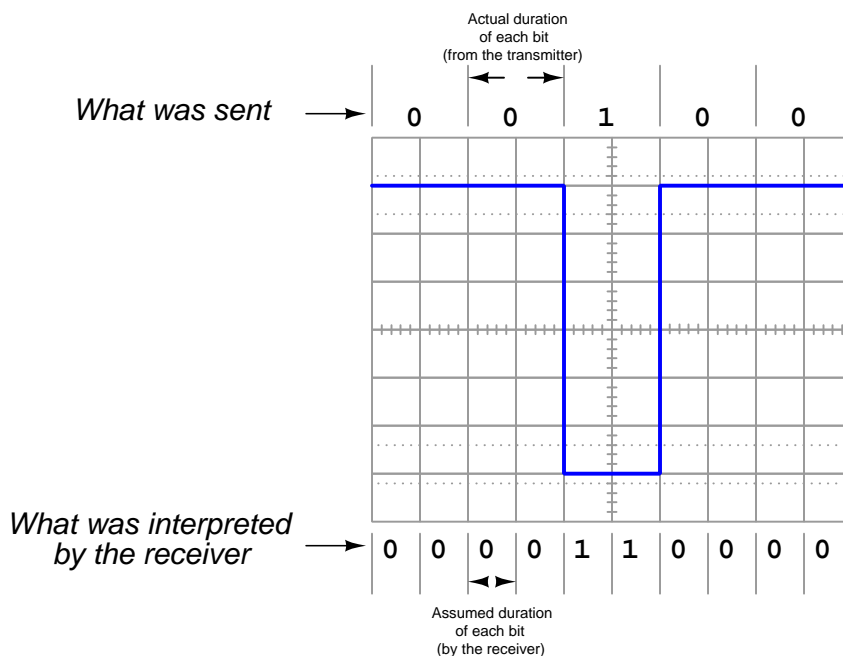 Actual duration
of each bit
(from the transmitter)
What was sent
0 0 1 0 0
What was interpreted
by the receiver
0 0 0 0 1 1 0 0 0 0
Assumed duration
of each bit
(by the receiver)